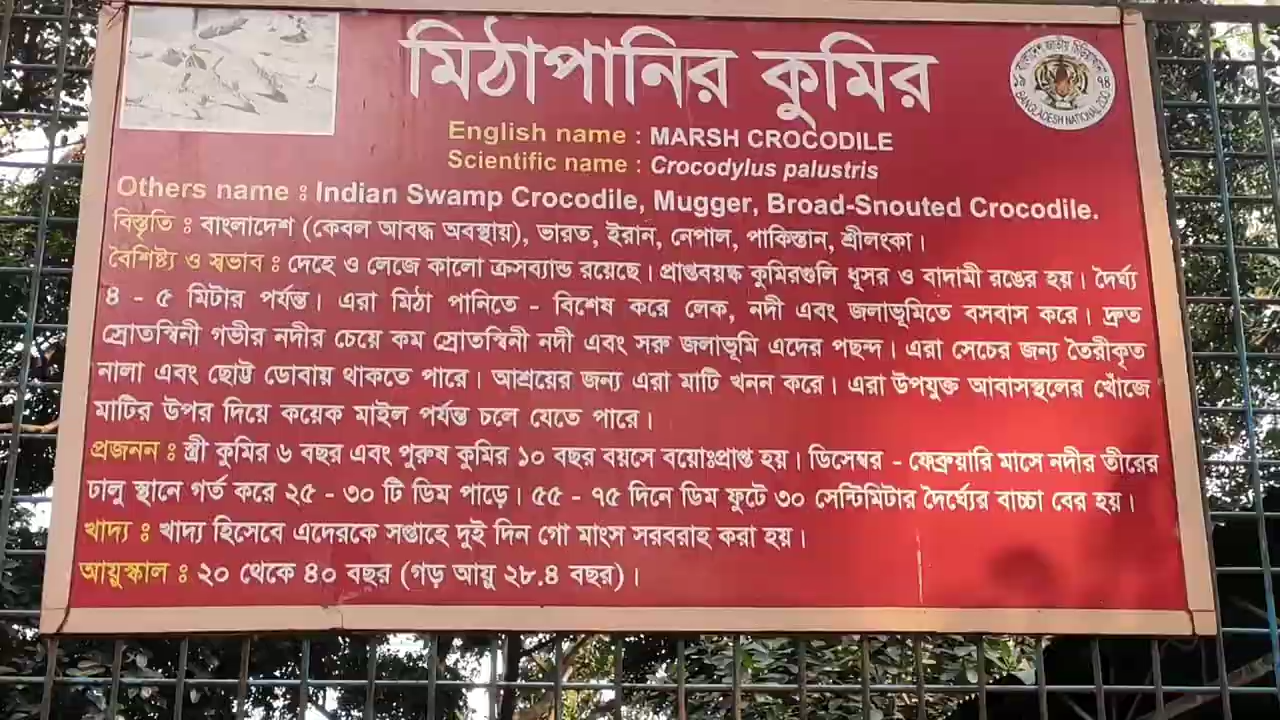 মিঠাপানির কুমির
BANGLADESH NATIONAL ZOO
English name : MARSH CROCODILE
Scientific name : Crocodylus palustris
Others name : Indian Swamp Crocodile, Mugger, Broad-Snouted Crocodile.
বিস্তৃতি : বাংলাদেশ (কেবল আবদ্ধ অবস্থায়), ভারত, ইরান, নেপাল, পাকিস্তান, শ্রীলংকা।
বৈশিষ্ট্য ও স্বভাব : দেহে ও লেজে কালো ক্রসব্যান্ড রয়েছে। প্রাপ্তবয়স্ক কুমিরগুলি ধূসর ও বাদামী রঙের হয়। দৈর্ঘ্য
৪ - ৫ মিটার পর্যন্ত। এরা মিঠা পানিতে - বিশেষ করে লেক, নদী এবং জলাভূমিতে বসবাস করে। দ্রুত
স্রোতস্বিনী গভীর নদীর চেয়ে কম স্রোতস্বিনী নদী এবং সরু জলাভূমি এদের পছন্দ। এরা সেচের জন্য তৈরীকৃত
নালা এবং ছোট্ট ডোবায় থাকতে পারে। আশ্রয়ের জন্য এরা মাটি খনন করে। এরা উপযুক্ত আবাসস্থলের খোঁজে
মাটির উপর দিয়ে কয়েক মাইল পর্যন্ত চলে যেতে পারে।
প্রজনন : স্ত্রী কুমির ৬ বছর এবং পুরুষ কুমির ১০ বছর বয়সে বয়োঃপ্রাপ্ত হয়। ডিসেম্বর - ফেব্রুয়ারি মাসে নদীর তীরের
ঢালু স্থানে গর্ত করে ২৫ - ৩০ টি ডিম পাড়ে। ৫৫ - ৭৫ দিনে ডিম ফুটে ৩০ সেন্টিমিটার দৈর্ঘ্যের বাচ্চা বের হয়।
খাদ্য : খাদ্য হিসেবে এদেরকে সপ্তাহে দুই দিন গো মাংস সরবরাহ করা হয়।
আয়ুস্কাল : ২০ থেকে ৪০ বছর (গড় আয়ু ২৮.৪ বছর)।